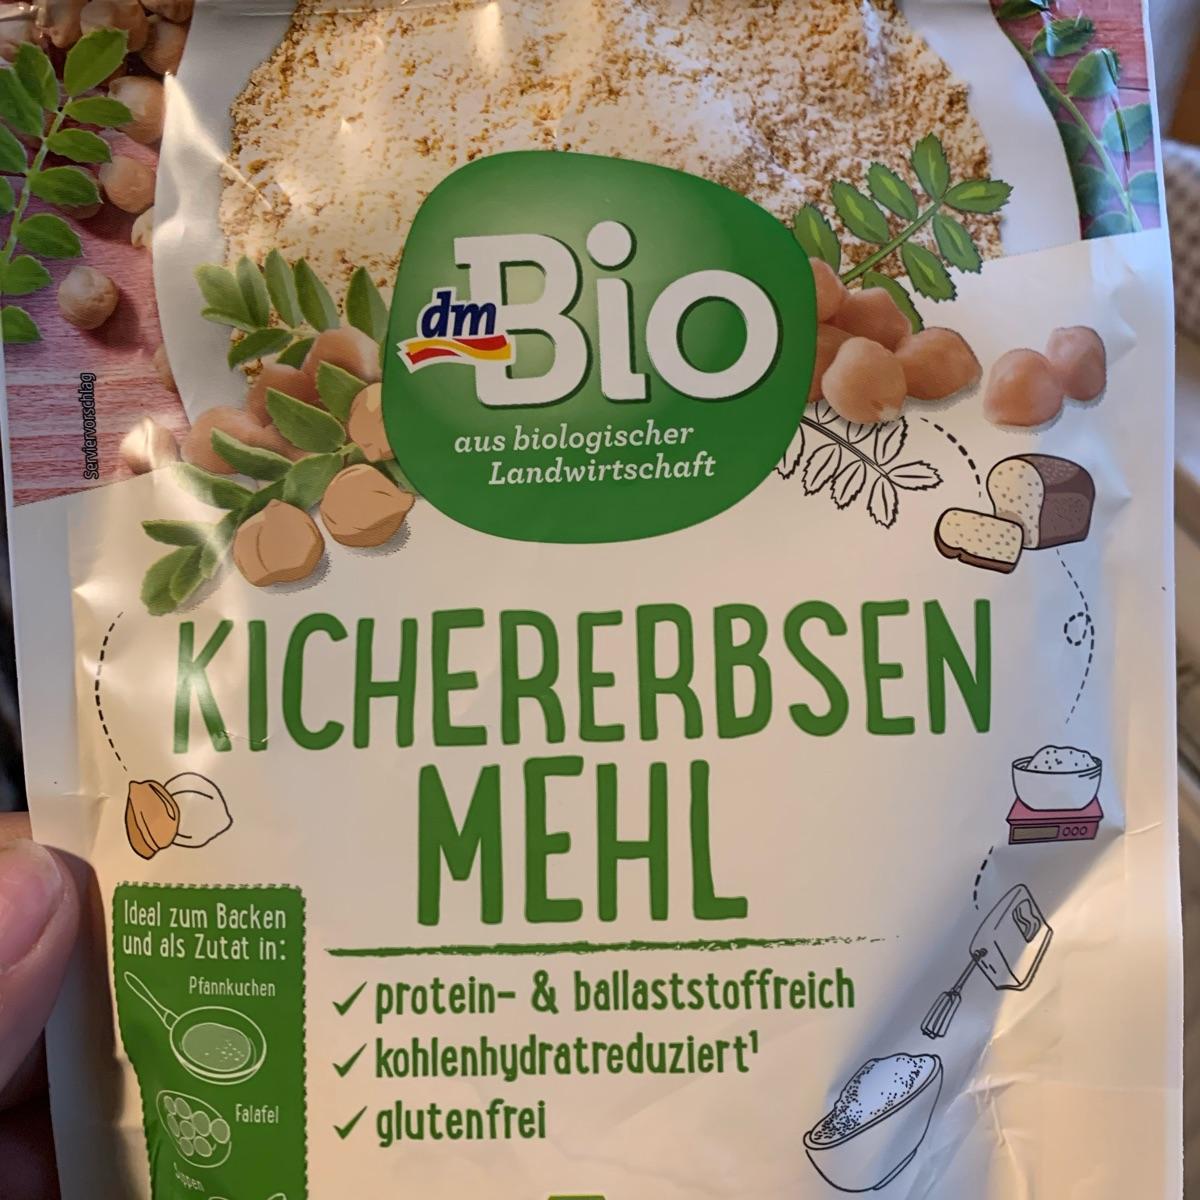 dm
Bio
aus biologischer
Landwirtschaft
Serviervorschlag
KICHERERBSEN
MEHL
Ideal zum Backen
und als Zutat in:
Pfannkuchen
Falafel
Suppen
✓ protein- & ballaststoffreich
✓ kohlenhydratreduziert¹
✓ glutenfrei